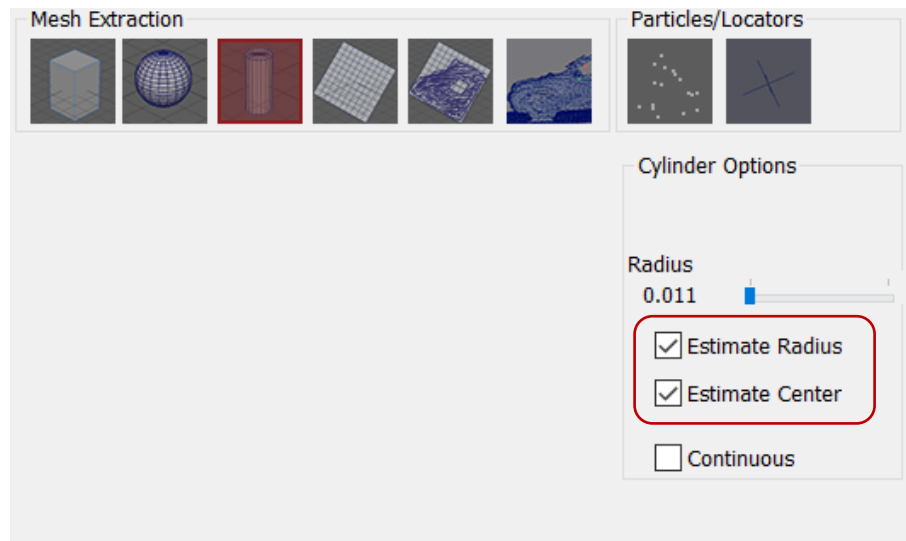 Mesh Extraction
Particles/Locators
Cylinder Options
Radius
0.011
Estimate Radius
Estimate Center
Continuous